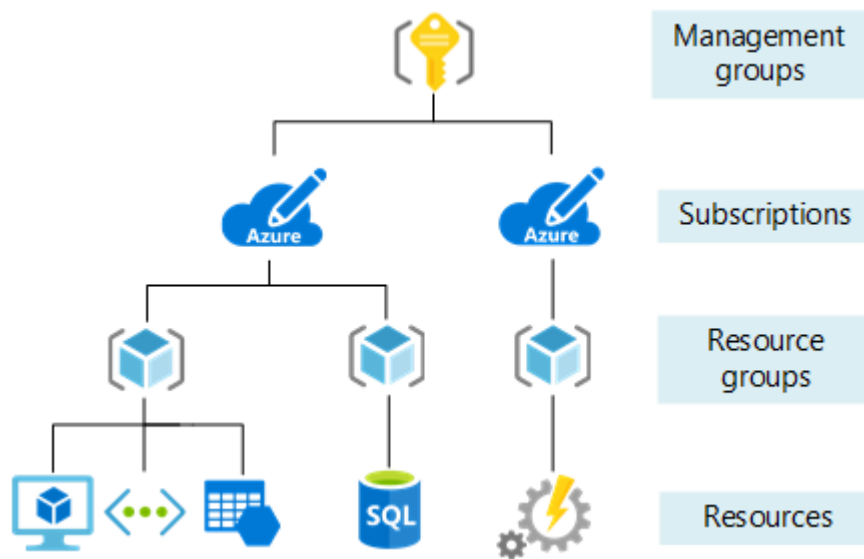 Management
groups
Azure
Azure
Subscriptions
Resource
groups
SQL
Resources